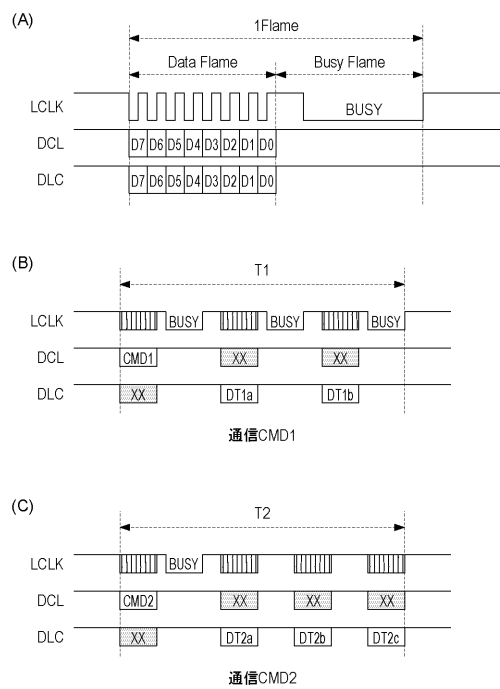 (A)
1Flame
Data Flame
Busy Flame
LCLK
BUSY
DCL
D7 D6 D5 D4 D3 D2 D1 D0
DLC
D7 D6 D5 D4 D3 D2 D1 D0
(B)
T1
LCLK
BUSY BUSY BUSY
DCL
CMD1 XX XX
DLC
XX DT1a DT1b
通信CMD1
(C)
T2
LCLK
BUSY
DCL
CMD2 XX XX XX
DLC
XX DT2a DT2b DT2c
通信CMD2